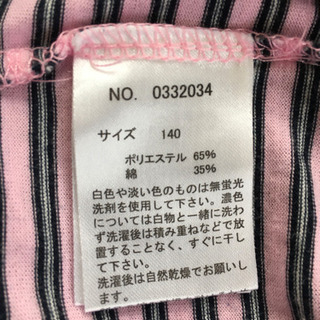 NO. 0332034
サイズ 140
ポリエステル 65%
綿 35%
白色や淡い色のものは無蛍光
洗剤を使用して下さい。濃色
については白物と一緒に洗わ
ず洗濯後は積み重ねなどで放
置することなく、すぐに干し
て下さい。
洗濯後は自然乾燥でお願いし
ます。